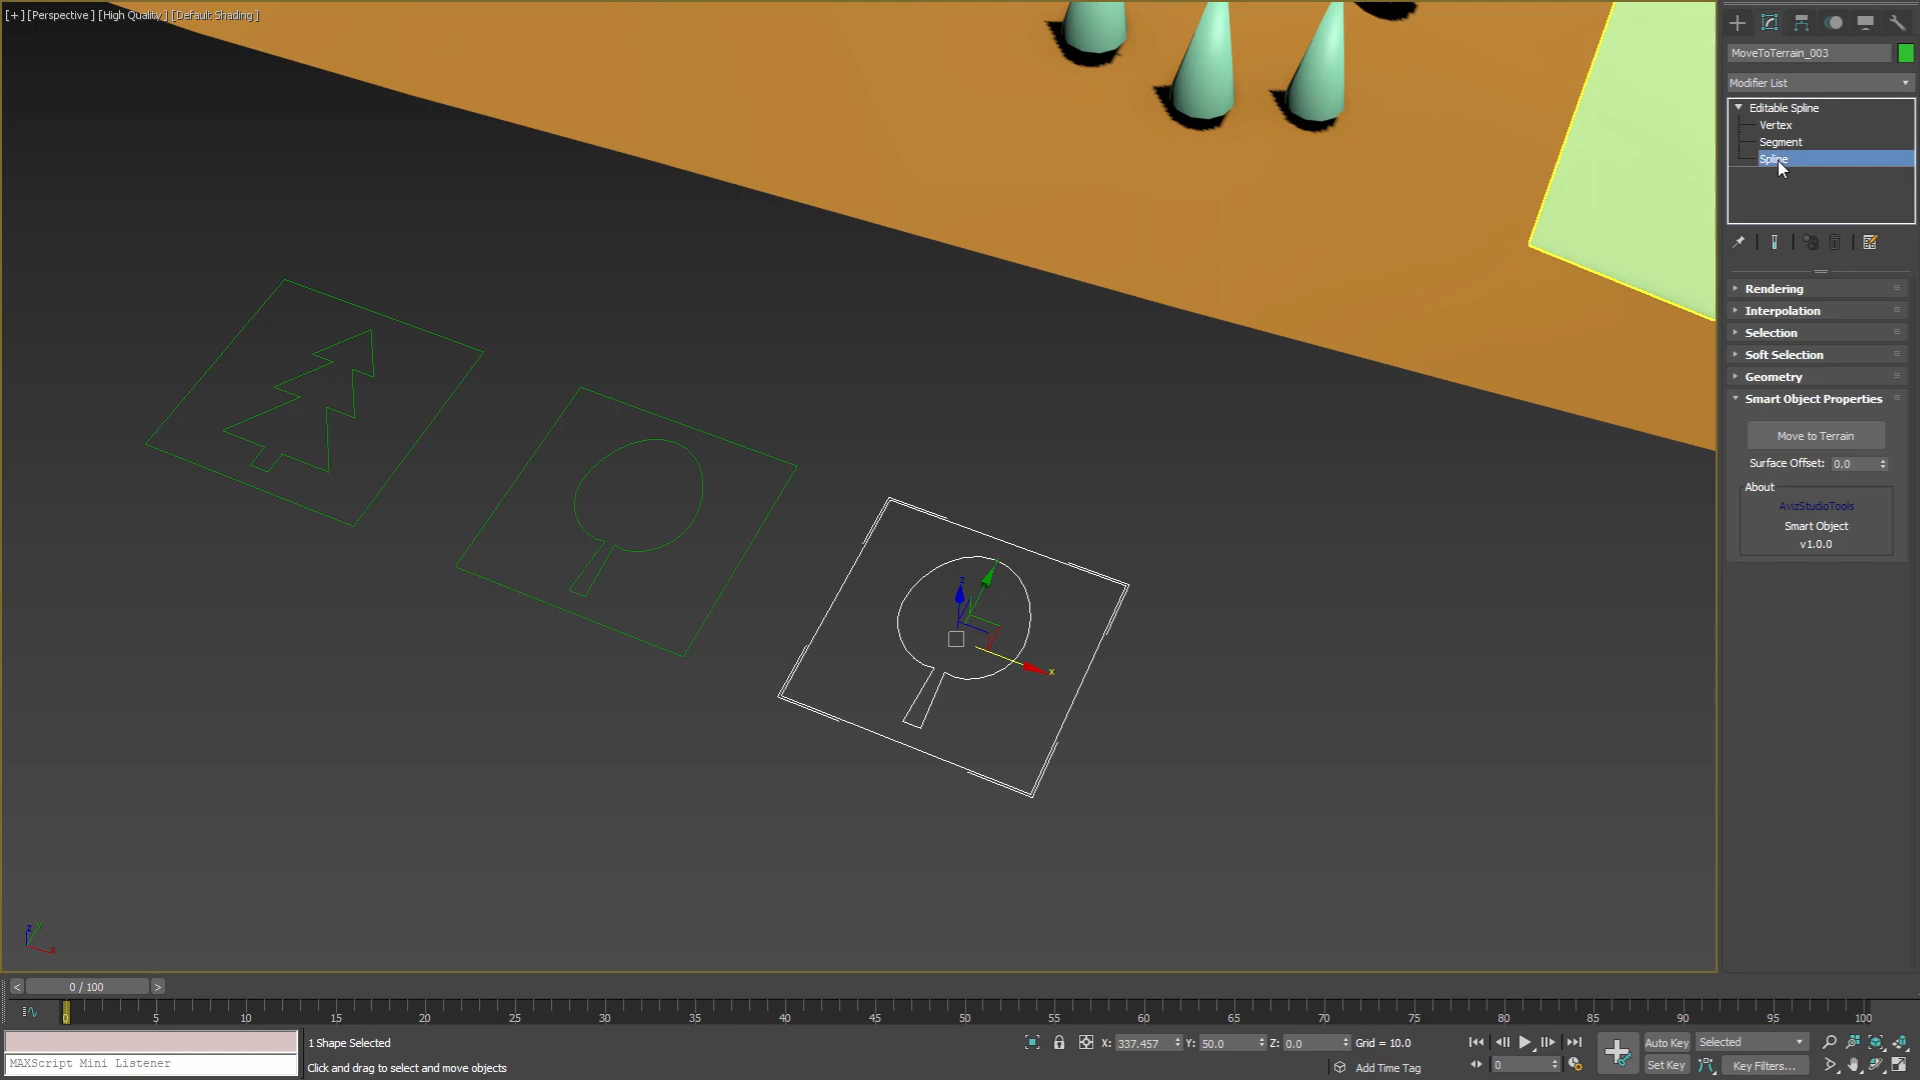 [+] [Perspective ] [High Quality ] [Default Shading ]
z
x
z
y
x
MoveToTerrain_003
Modifier List
Editable Spline
Vertex
Segment
Spline
Rendering
Interpolation
Selection
Soft Selection
Geometry
Smart Object Properties
Move to Terrain
Surface Offset: 0.0
About
AvizStudioTools
Smart Object
v1.0.0
< 0 / 100 >
0 5 10 15 20 25 30 35 40 45 50 55 60 65 70 75 80 85 90 95 100
1 Shape Selected
X: 337.457 Y: 50.0 Z: 0.0 Grid = 10.0
Auto Key Selected
MAXScript Mini Listener
Click and drag to select and move objects
Add Time Tag
0
Set Key Key Filters...